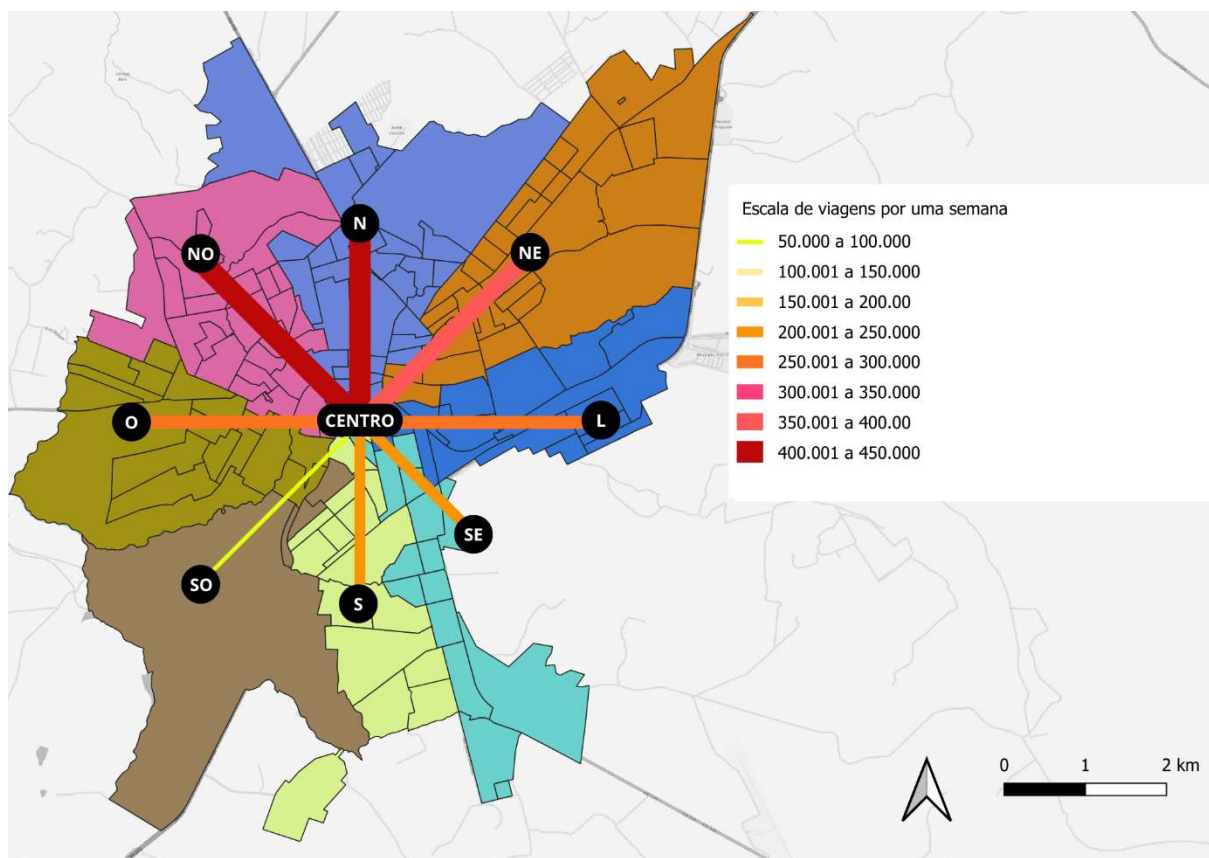 N
NO
NE
O
CENTRO
L
SE
SO
S
Escala de viagens por uma semana
50.000 a 100.000
100.001 a 150.000
150.001 a 200.00
200.001 a 250.000
250.001 a 300.000
300.001 a 350.000
350.001 a 400.00
400.001 a 450.000
0 1 2 km